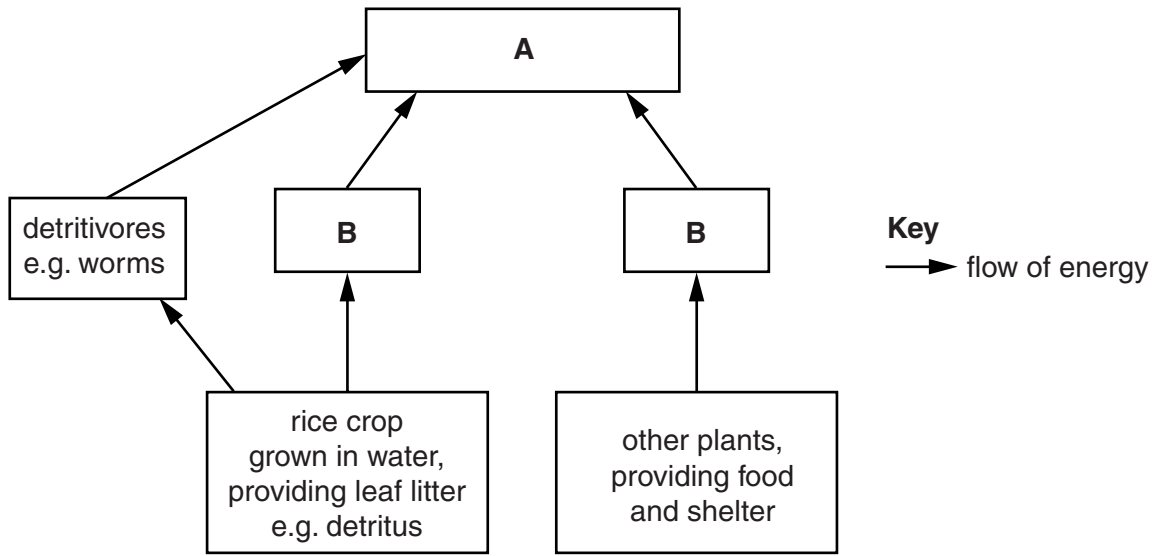 A
detritivores
e.g. worms
B
B
Key
flow of energy
rice crop
grown in water,
providing leaf litter
e.g. detritus
other plants,
providing food
and shelter